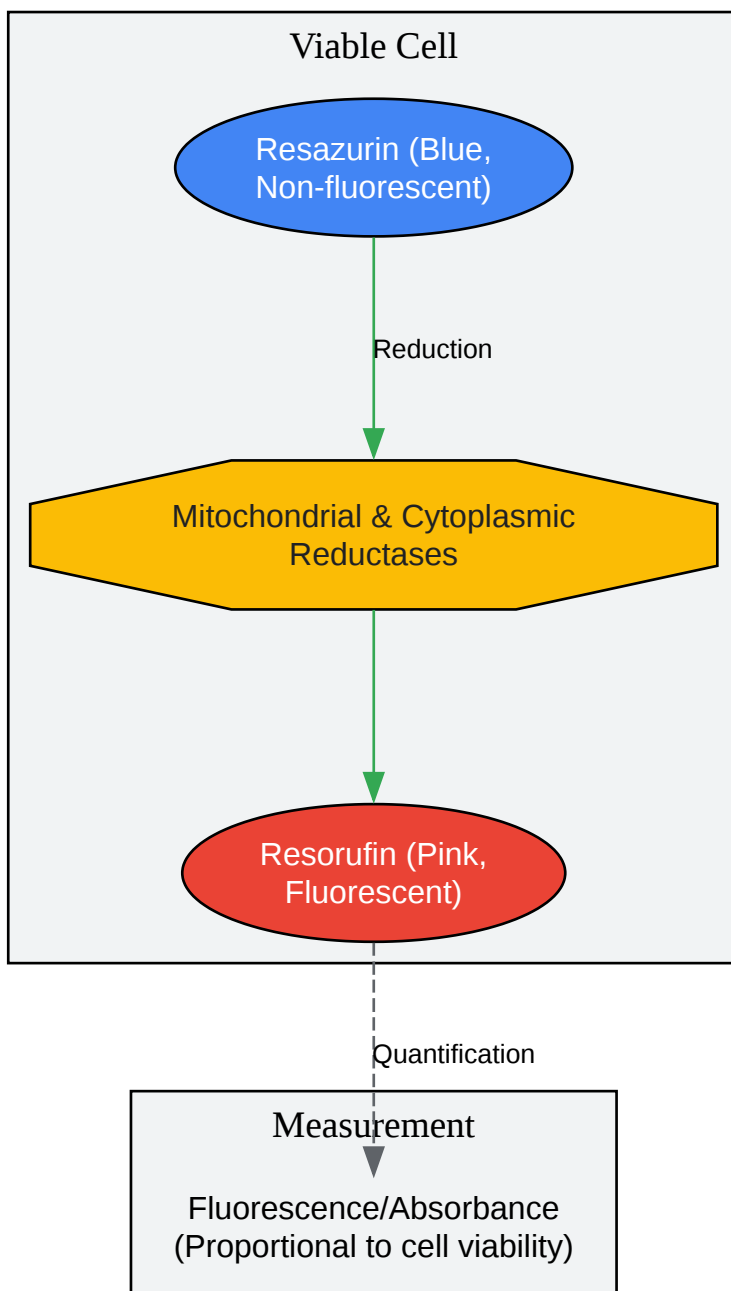 Viable Cell
Resazurin (Blue,
Non-fluorescent)
Reduction
Mitochondrial & Cytoplasmic
Reductases
Resorufin (Pink,
Fluorescent)
Quantification
Measurement
Fluorescence/Absorbance
(Proportional to cell viability)